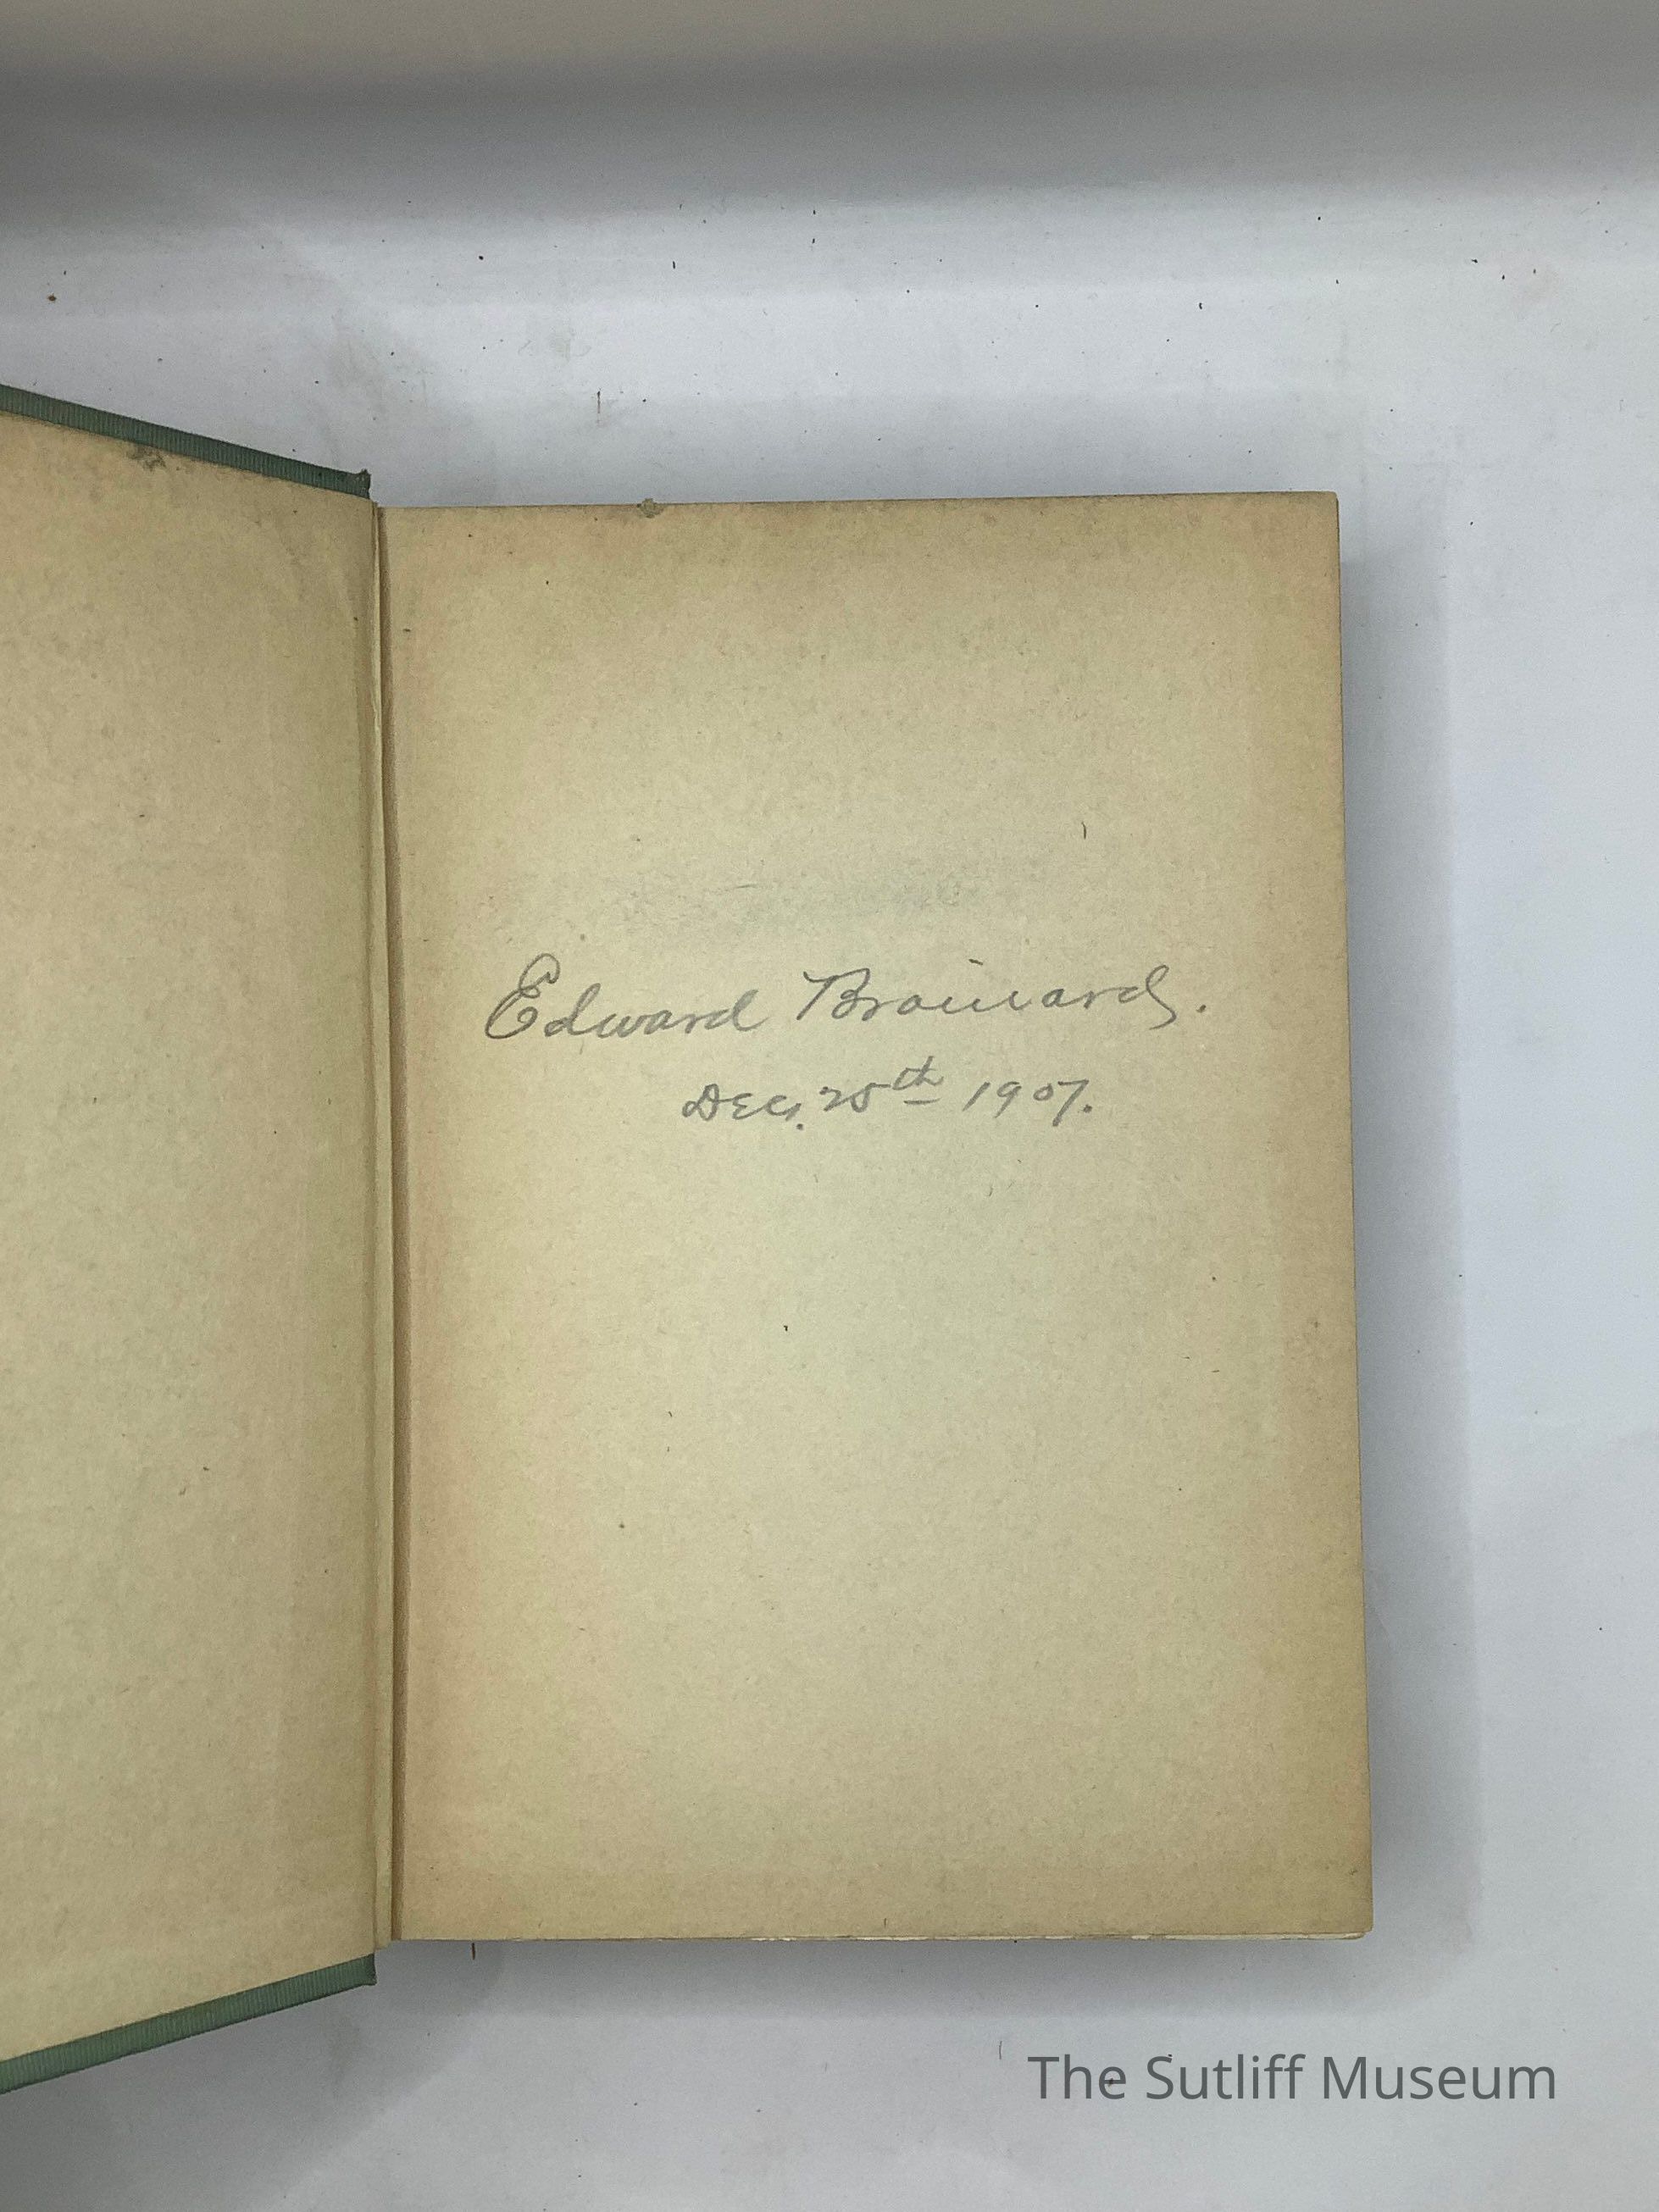 Edward Brainard.
Dec. 25th 1907.
The Sutliff Museum